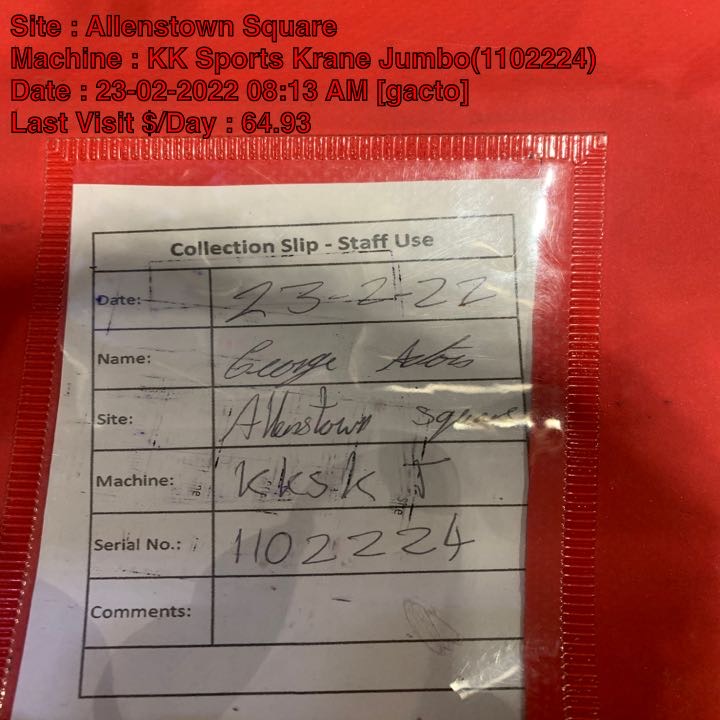 Site : Allenstown Square
Machine : KK Sports Krane Jumbo(1102224)
Date : 23-02-2022 08:13 AM [gacto]
Last Visit $/Day : 64.93
Collection Slip - Staff Use
Date: 23-2-22
Name: George
Site: Allenstown Square
Machine: KKSKJ
Serial No.: 1102224
Comments: -